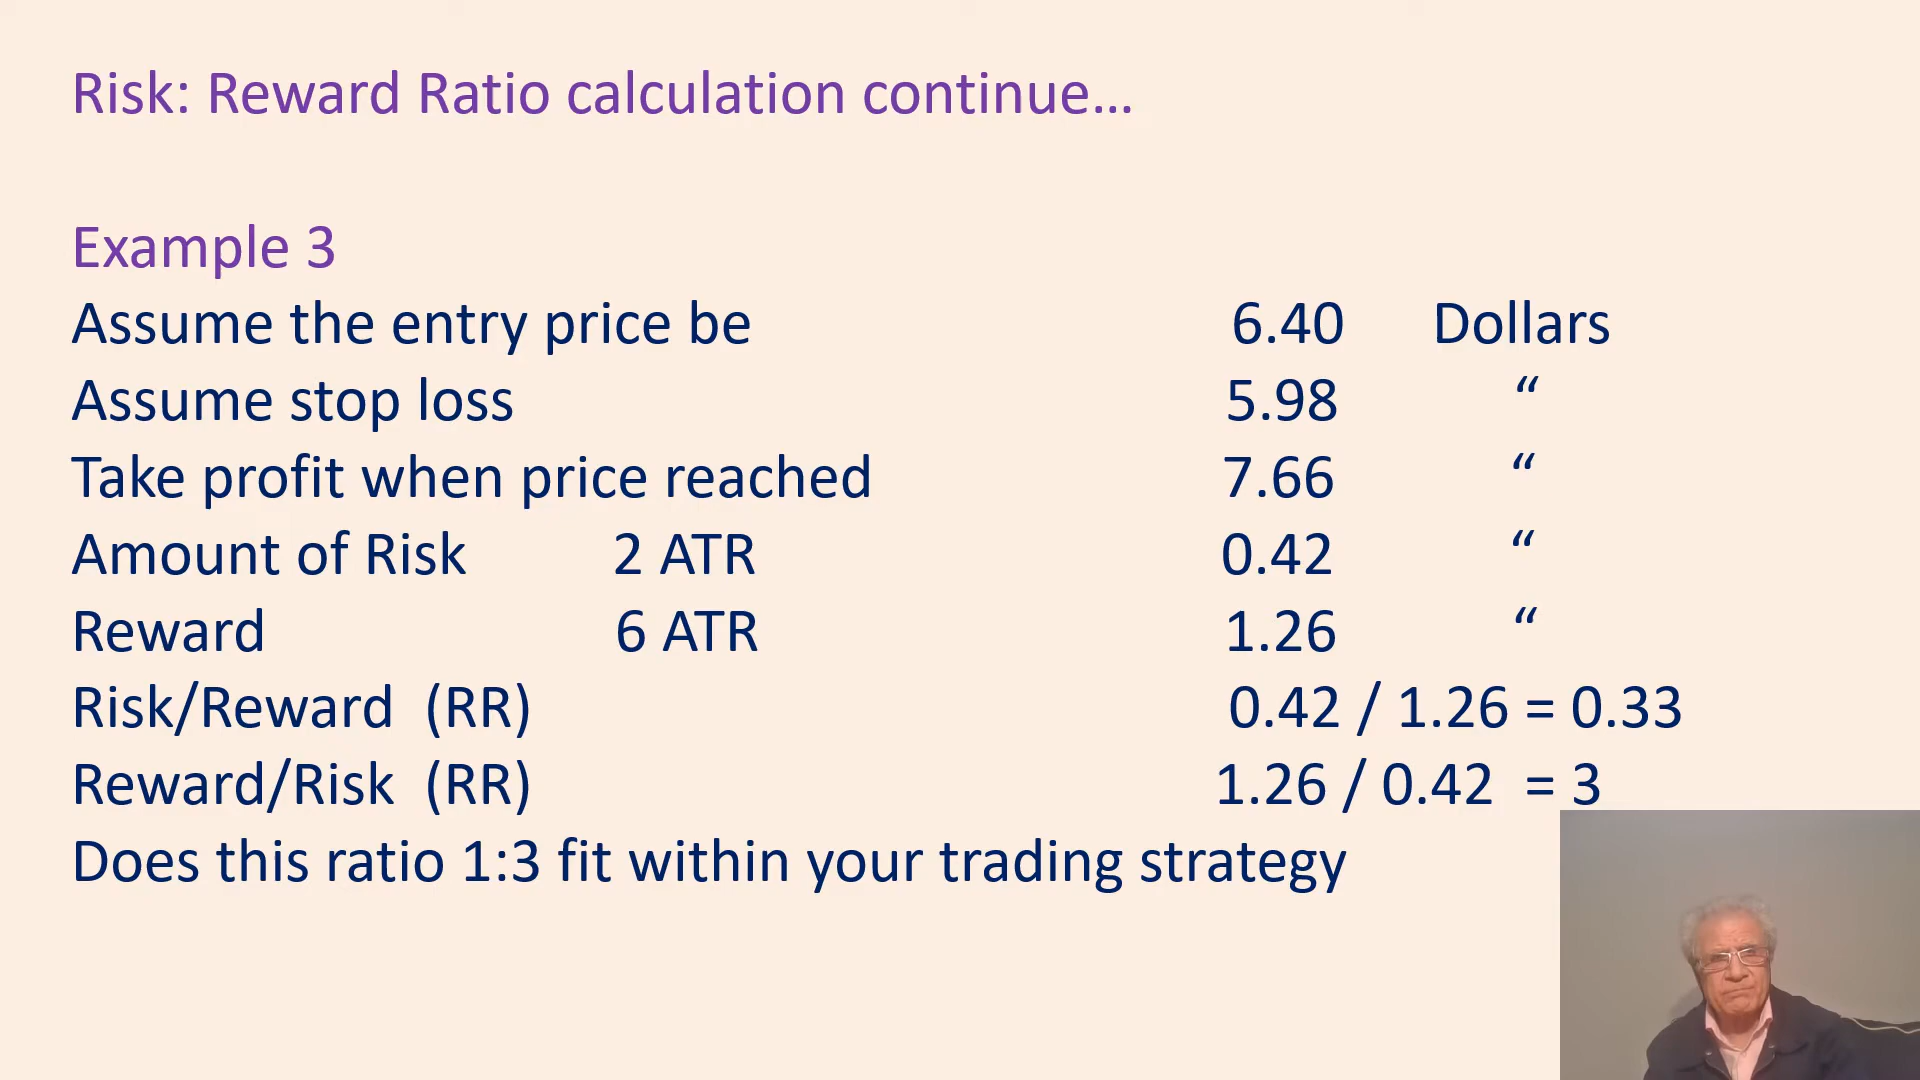 Risk: Reward Ratio calculation continue...
Example 3
Assume the entry price be 6.40 Dollars
Assume stop loss 5.98 “
Take profit when price reached 7.66 “
Amount of Risk 2 ATR 0.42 “
Reward 6 ATR 1.26 “
Risk/Reward (RR) 0.42 / 1.26 = 0.33
Reward/Risk (RR) 1.26 / 0.42 = 3
Does this ratio 1:3 fit within your trading strategy